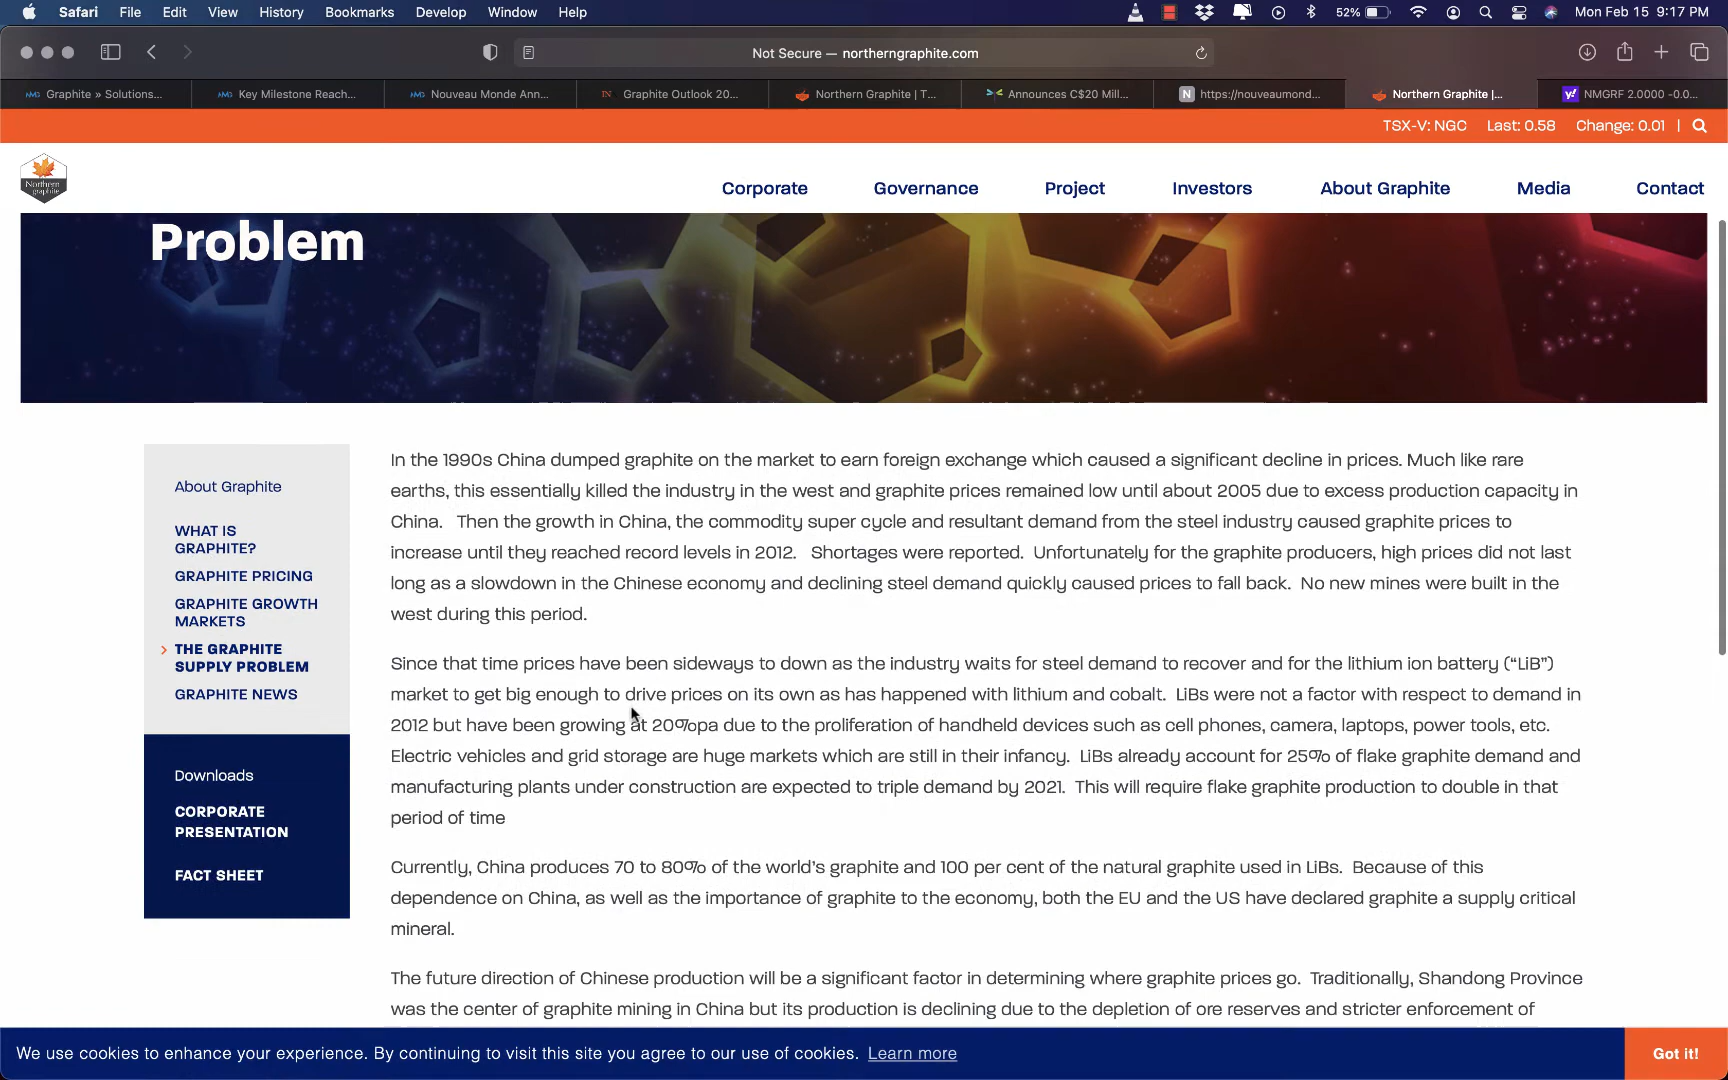 Safari File Edit View History Bookmarks Develop Window Help 52% Mon Feb 15 9:17 PM
Not Secure — northerngraphite.com
Graphite » Solutions... Key Milestone Reach... Nouveau Monde Ann... Graphite Outlook 20... Northern Graphite | T... Announces C$20 Mill... https://nouveaumond... Northern Graphite |... NMGRF 2.0000 -0.0...
TSX-V: NGC Last: 0.58 Change: 0.01 |
Northern graphite
Corporate Governance Project Investors About Graphite Media Contact
Problem
About Graphite
WHAT IS
GRAPHITE?
GRAPHITE PRICING
GRAPHITE GROWTH
MARKETS
THE GRAPHITE
SUPPLY PROBLEM
GRAPHITE NEWS
Downloads
CORPORATE
PRESENTATION
FACT SHEET
In the 1990s China dumped graphite on the market to earn foreign exchange which caused a significant decline in prices. Much like rare
earths, this essentially killed the industry in the west and graphite prices remained low until about 2005 due to excess production capacity in
China. Then the growth in China, the commodity super cycle and resultant demand from the steel industry caused graphite prices to
increase until they reached record levels in 2012. Shortages were reported. Unfortunately for the graphite producers, high prices did not last
long as a slowdown in the Chinese economy and declining steel demand quickly caused prices to fall back. No new mines were built in the
west during this period.
Since that time prices have been sideways to down as the industry waits for steel demand to recover and for the lithium ion battery (“LiB”)
market to get big enough to drive prices on its own as has happened with lithium and cobalt. LiBs were not a factor with respect to demand in
2012 but have been growing at 20%pa due to the proliferation of handheld devices such as cell phones, camera, laptops, power tools, etc.
Electric vehicles and grid storage are huge markets which are still in their infancy. LiBs already account for 25% of flake graphite demand and
manufacturing plants under construction are expected to triple demand by 2021. This will require flake graphite production to double in that
period of time
Currently, China produces 70 to 80% of the world’s graphite and 100 per cent of the natural graphite used in LiBs. Because of this
dependence on China, as well as the importance of graphite to the economy, both the EU and the US have declared graphite a supply critical
mineral.
The future direction of Chinese production will be a significant factor in determining where graphite prices go. Traditionally, Shandong Province
was the center of graphite mining in China but its production is declining due to the depletion of ore reserves and stricter enforcement of
We use cookies to enhance your experience. By continuing to visit this site you agree to our use of cookies. Learn more Got it!